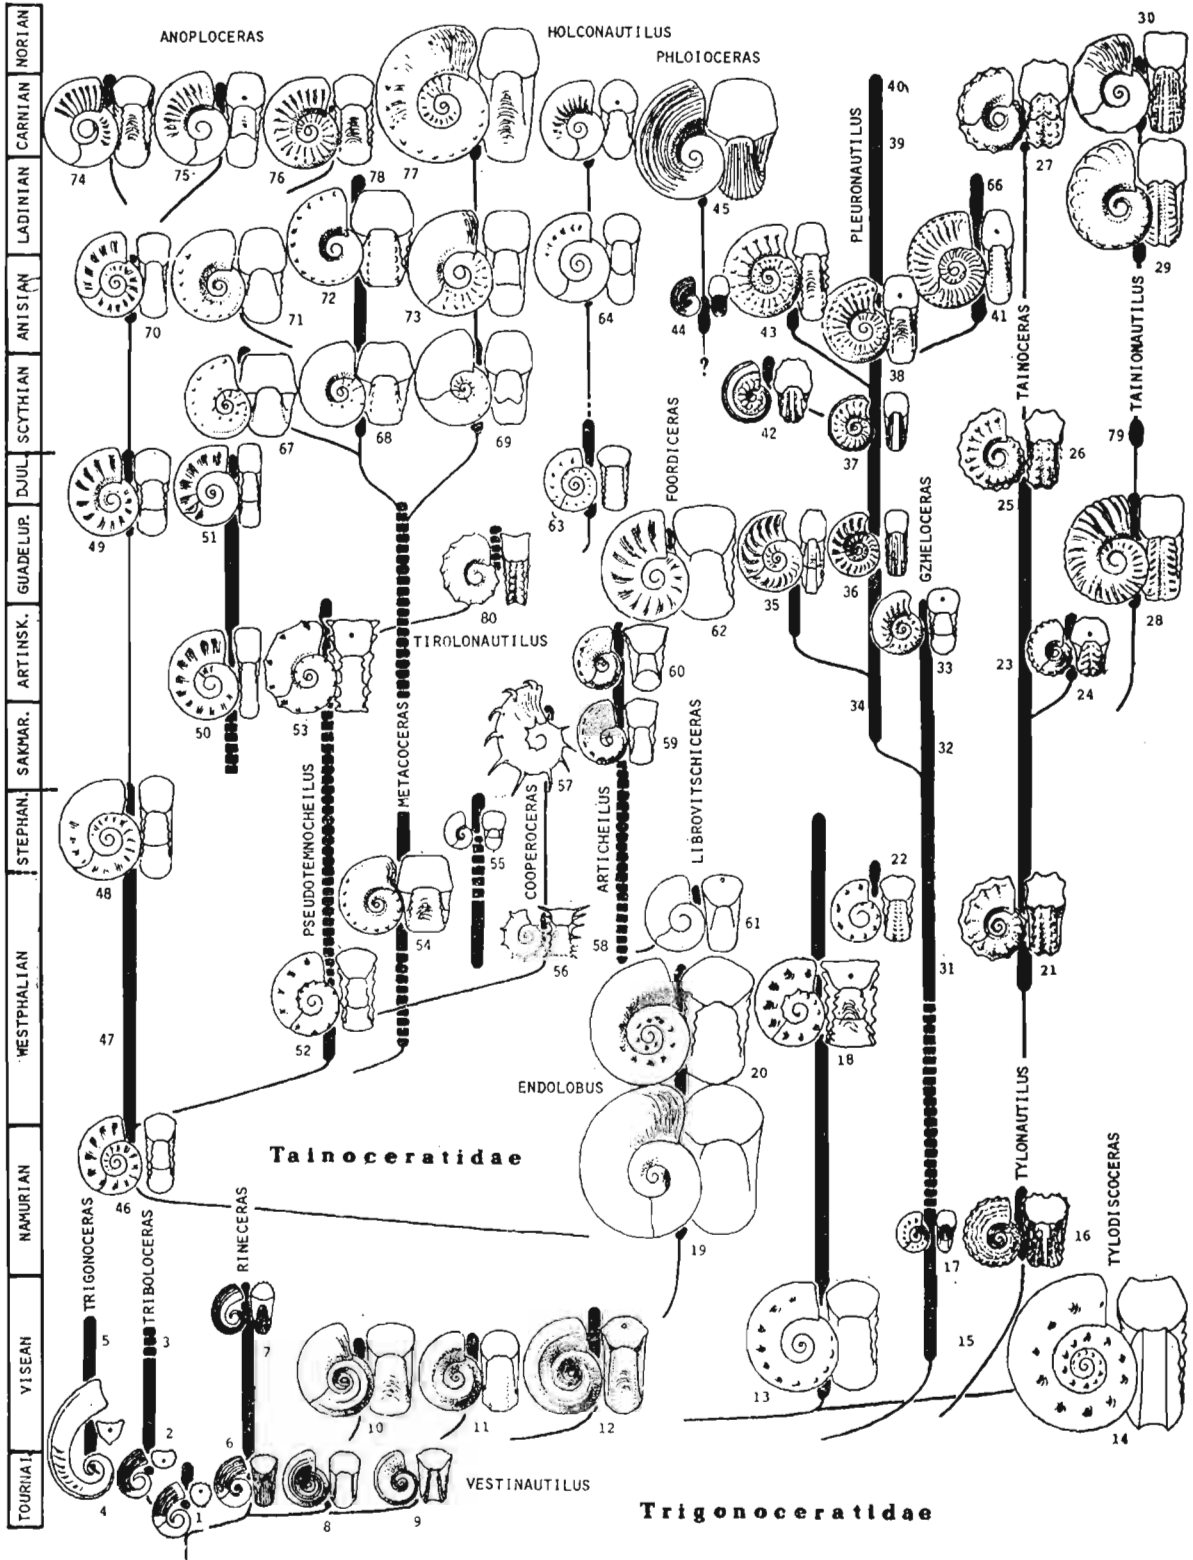 NORIAN
CARNIAN
LADINIAN
ANISIAN
SCYTHIAN
DJUL.
GUADELUP.
ARTINSK.
SAKMAR.
STEPHAN.
WESTPHALIAN
NAMURIAN
VISEAN
TOURNAI.
ANOPLOCERAS
HOLCONAUTILUS
PHLOIOCERAS
30
40
39
PLEURONAUTILUS
27
74
75
76
77
78
45
66
29
70
71
72
73
64
44
43
38
41
TAINOCERAS
TAINIONAUTILUS
?
67
68
69
42
37
79
26
25
FOORDICERAS
GZHELOCERAS
49
51
63
80
62
35
36
33
28
TIROLONAUTILUS
60
23
24
50
53
59
34
32
57
PSEUDOTEMNOCHEILUS
METACOCERAS
COOPEROCERAS
ARTICHEILUS
LIBROVITSCHICERAS
48
55
54
22
61
58
56
21
31
47
52
20
18
ENDOLOBUS
TYLONAUTILUS
Tainoceratidae
TYLODISCOCERAS
46
19
17
16
TRIGONOCERAS
TRIBOLOCERAS
RINECERAS
5
3
7
15
10
11
12
13
14
2
6
4
1
8
9
VESTINAUTILUS
Trigonoceratidae